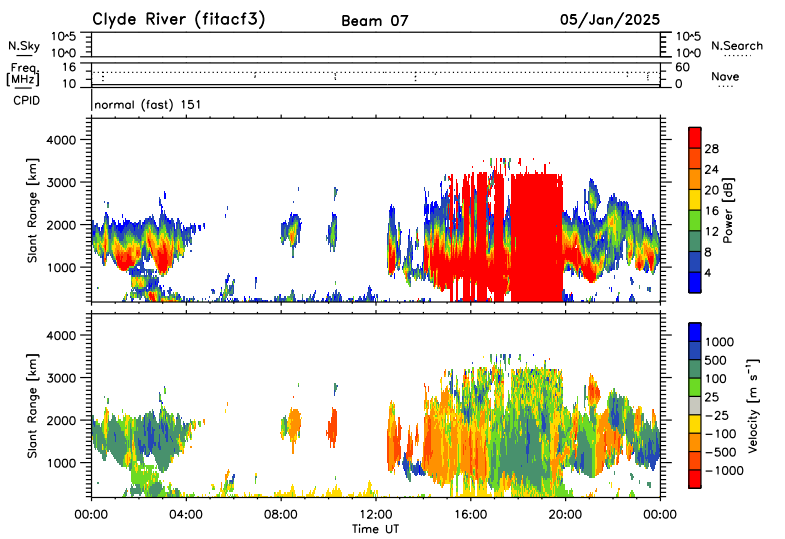 Clyde River (fitacf3) Beam 07 05/Jan/2025
10^5 10^5
N.Sky N.Search
10^0 10^0
Freq. 16 60
[MHz] Nave
10 0
CPID normal (fast) 151
4000
3000
2000
1000
Slant Range [km]
28
24
20
16
12
8
4
Power [dB]
4000
3000
2000
1000
Slant Range [km]
1000
500
100
25
−25
−100
−500
−1000
Velocity [m s⁻¹]
00:00 04:00 08:00 12:00 16:00 20:00 00:00
Time UT